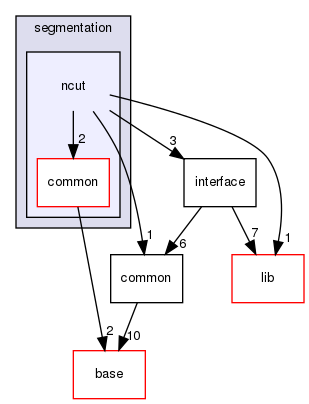 segmentation
ncut
2
3
common
interface
1
6
7
1
common
lib
2
10
base